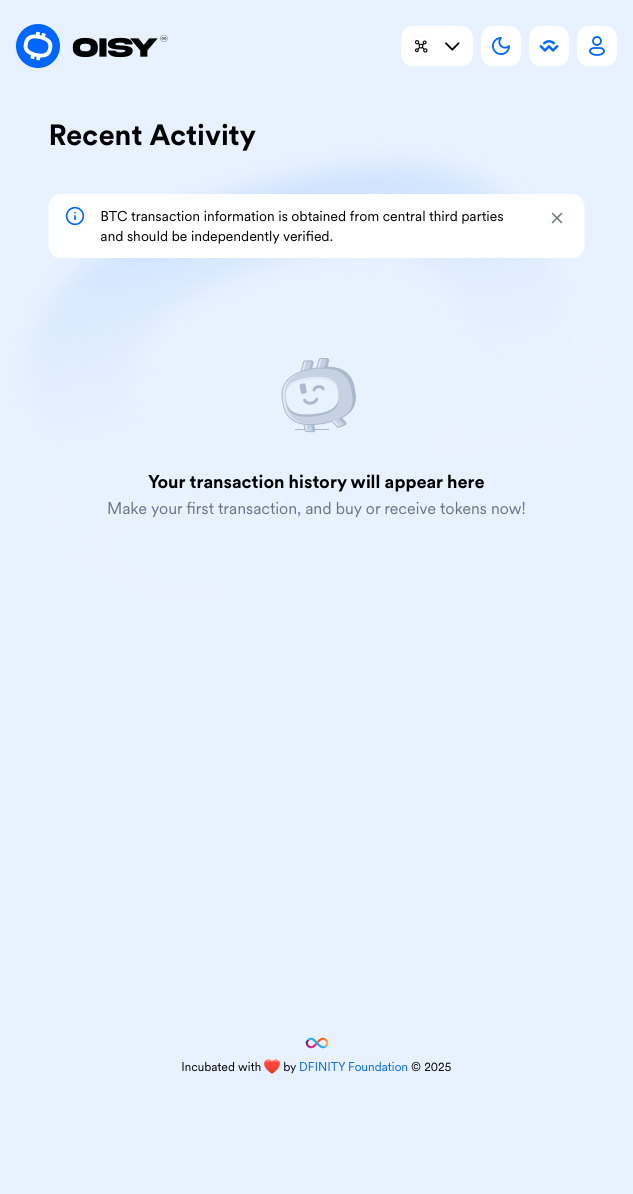 OISY
Recent Activity
BTC transaction information is obtained from central third parties
and should be independently verified.
Your transaction history will appear here
Make your first transaction, and buy or receive tokens now!
Incubated with ❤️ by DFINITY Foundation © 2025